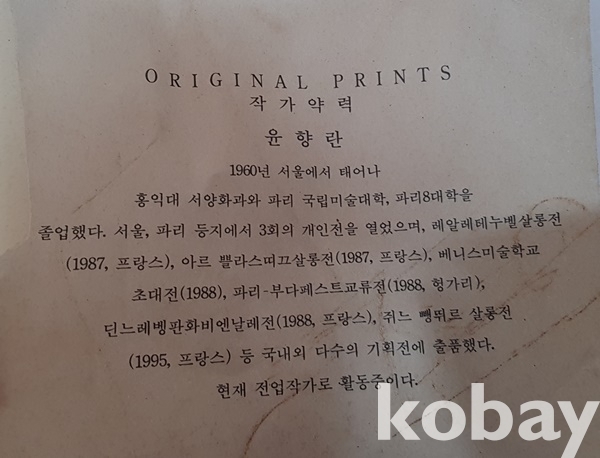 ORIGINAL PRINTS
작가약력
윤향란
1960년 서울에서 태어나
홍익대 서양화과와 파리 국립미술대학, 파리8대학을
졸업했다. 서울, 파리 등지에서 3회의 개인전을 열었으며, 레알레테누벨살롱전
(1987, 프랑스), 아르 쁠라스띠끄살롱전(1987, 프랑스), 베니스미술학교
초대전(1988), 파리-부다페스트교류전(1988, 헝가리),
딘느레벵판화비엔날레전(1988, 프랑스), 쥐느 뼁뛰르 살롱전
(1995, 프랑스) 등 국내외 다수의 기획전에 출품했다.
현재 전업작가로 활동중이다.
kobay